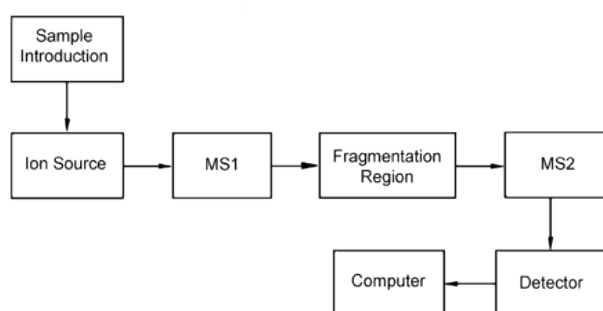 Sample
Introduction
Ion Source
MS1
Fragmentation
Region
MS2
Computer
Detector